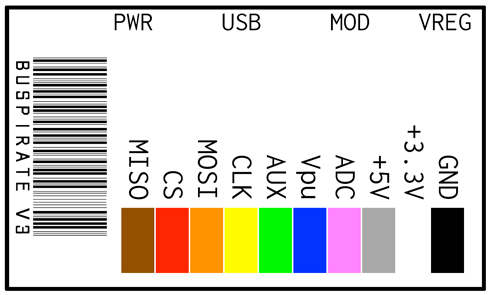 PWR USB MOD VREG
BUSPIRATE V3
MISO
CS
MOSI
CLK
AUX
Vpu
ADC
+5V
+3.3V
GND